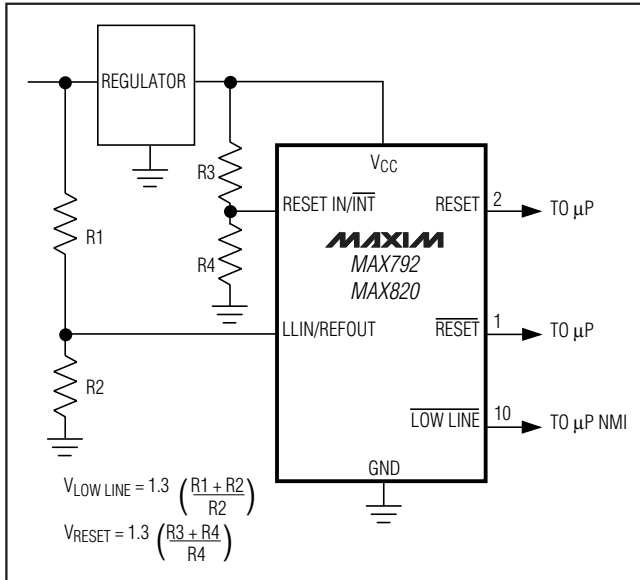 REGULATOR
R3
VCC
RESET IN/INT
RESET
2
TO μP
R1
MAXIM
MAX792
MAX820
R4
LLIN/REFOUT
RESET
1
TO μP
R2
LOW LINE
10
TO μP NMI
GND
VLOW LINE = 1.3 (R1 + R2 / R2)
VRESET = 1.3 (R3 + R4 / R4)